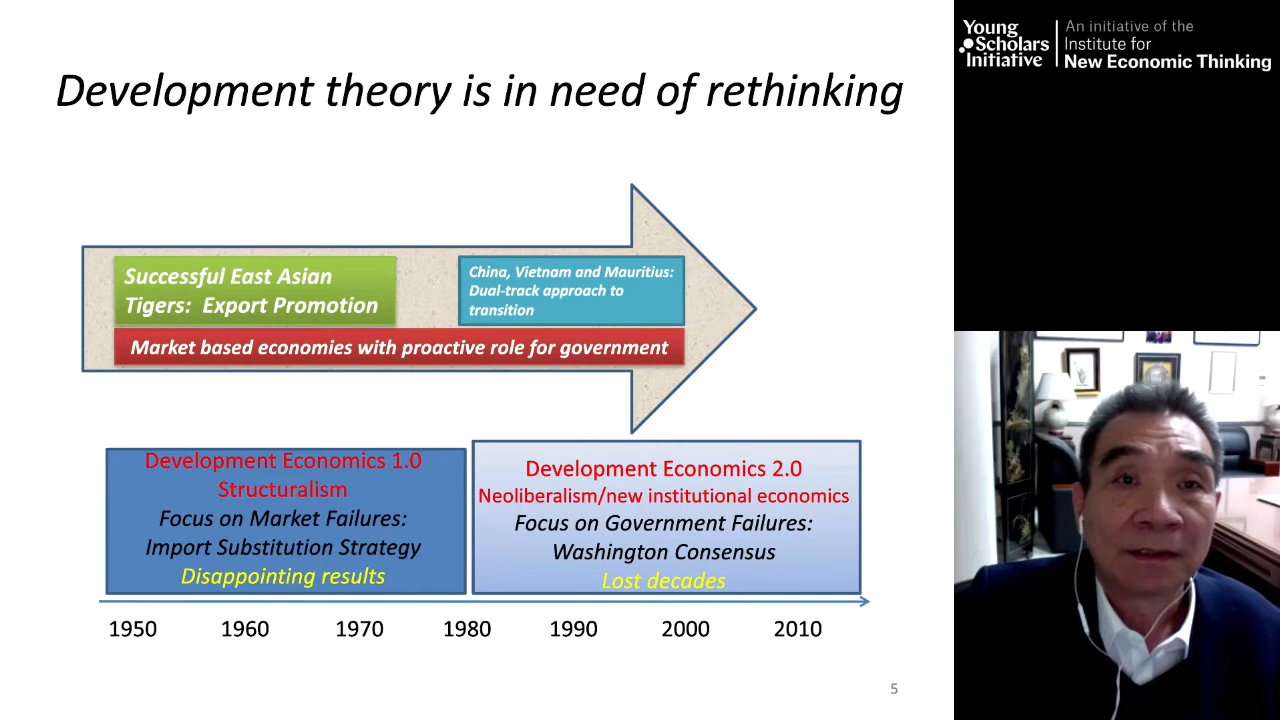 Development theory is in need of rethinking
Successful East Asian
Tigers: Export Promotion
China, Vietnam and Mauritius:
Dual-track approach to
transition
Market based economies with proactive role for government
Development Economics 1.0
Structuralism
Focus on Market Failures:
Import Substitution Strategy
Disappointing results
Development Economics 2.0
Neoliberalism/new institutional economics
Focus on Government Failures:
Washington Consensus
Lost decades
1950 1960 1970 1980 1990 2000 2010
5
Young
Scholars
Initiative
An initiative of the
Institute for
New Economic Thinking